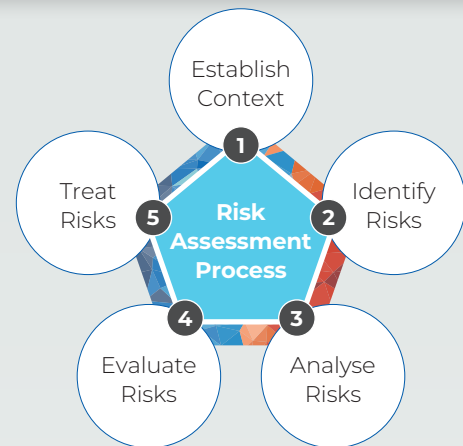 Establish
Context
1
Identify
Risks
2
Analyse
Risks
3
Evaluate
Risks
4
Treat
Risks
5
Risk
Assessment
Process